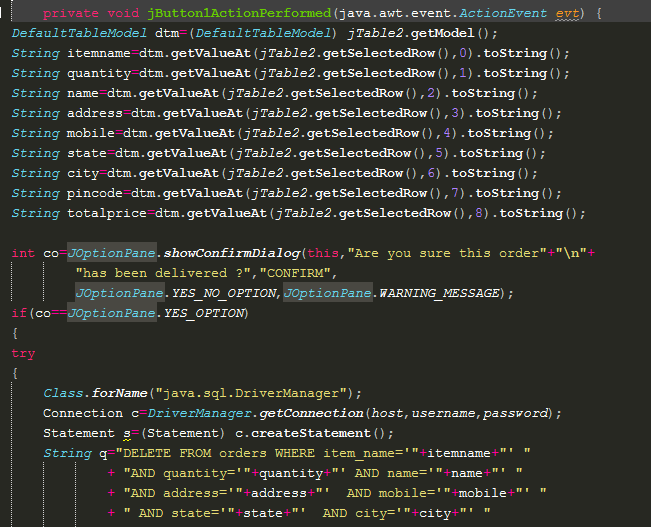 private void jButton1ActionPerformed(java.awt.event.ActionEvent evt) {
DefaultTableModel dtm=(DefaultTableModel) jTable2.getModel();
String itemname=dtm.getValueAt(jTable2.getSelectedRow(),0).toString();
String quantity=dtm.getValueAt(jTable2.getSelectedRow(),1).toString();
String name=dtm.getValueAt(jTable2.getSelectedRow(),2).toString();
String address=dtm.getValueAt(jTable2.getSelectedRow(),3).toString();
String mobile=dtm.getValueAt(jTable2.getSelectedRow(),4).toString();
String state=dtm.getValueAt(jTable2.getSelectedRow(),5).toString();
String city=dtm.getValueAt(jTable2.getSelectedRow(),6).toString();
String pincode=dtm.getValueAt(jTable2.getSelectedRow(),7).toString();
String totalprice=dtm.getValueAt(jTable2.getSelectedRow(),8).toString();
int co=JOptionPane.showConfirmDialog(this,"Are you sure this order"+"\n"+
"has been delivered ?","CONFIRM",
JOptionPane.YES_NO_OPTION,JOptionPane.WARNING_MESSAGE);
if(co==JOptionPane.YES_OPTION)
{
try
{
Class.forName("java.sql.DriverManager");
Connection c=DriverManager.getConnection(host,username,password);
Statement s=(Statement) c.createStatement();
String q="DELETE FROM orders WHERE item_name='"+itemname+"' "
+ "AND quantity='"+quantity+"' AND name='"+name+"' "
+ "AND address='"+address+"'  AND mobile='"+mobile+"' "
+ " AND state='"+state+"'  AND city='"+city+"' "